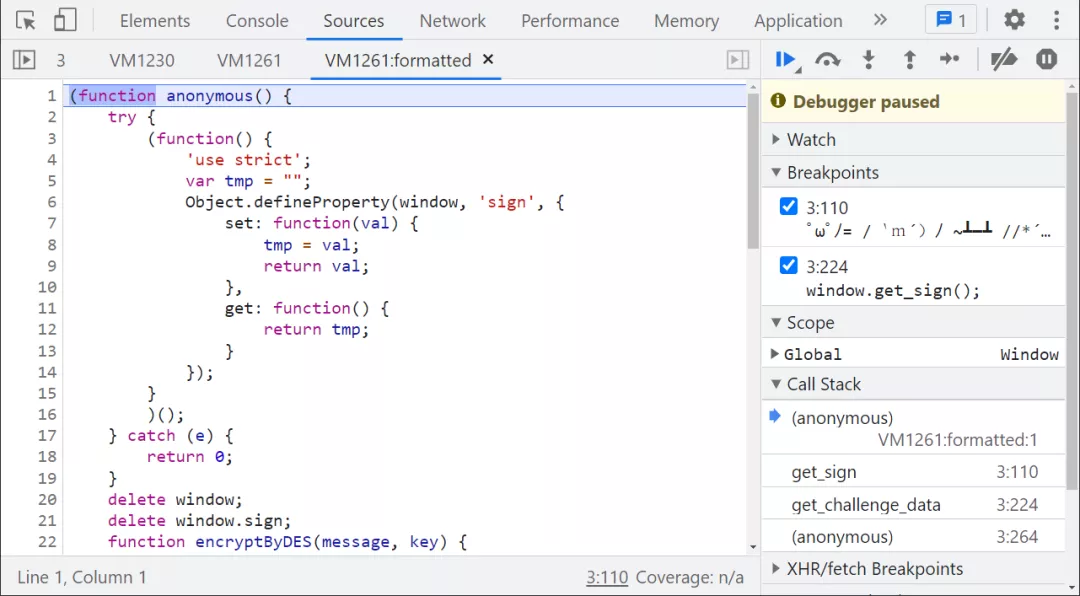 Elements Console Sources Network Performance Memory Application » 1
3 VM1230 VM1261 VM1261:formatted ×
1 (function anonymous() {
2 try {
3 (function() {
4 'use strict';
5 var tmp = "";
6 Object.defineProperty(window, 'sign', {
7 set: function(val) {
8 tmp = val;
9 return val;
10 },
11 get: function() {
12 return tmp;
13 }
14 });
15 }
16 )();
17 } catch (e) {
18 return 0;
19 }
20 delete window;
21 delete window.sign;
22 function encryptByDES(message, key) {
Line 1, Column 1 3:110 Coverage: n/a
Debugger paused
Watch
Breakpoints
3:110
ﾟωﾟ/= / ｀ｍ´）/ ~┻━┻ //*´…
3:224
window.get_sign();
Scope
Global Window
Call Stack
(anonymous)
VM1261:formatted:1
get_sign 3:110
get_challenge_data 3:224
(anonymous) 3:264
XHR/fetch Breakpoints